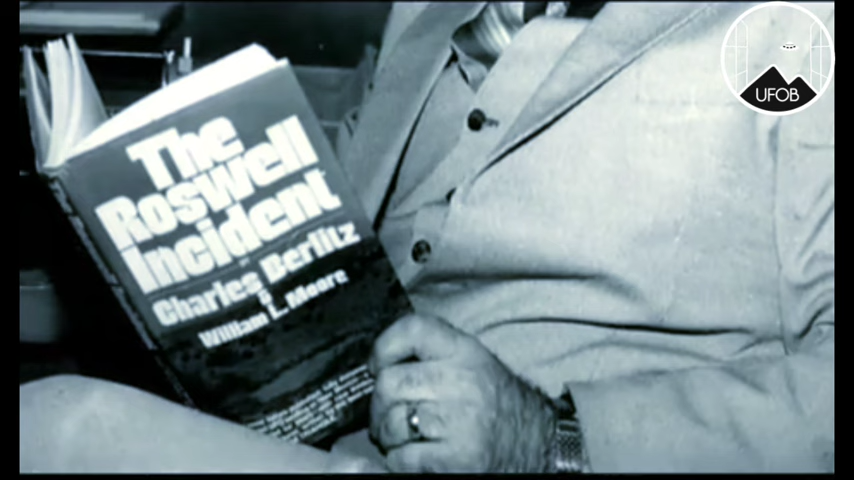 The
Roswell
Incident
Charles Berlitz
&
William L. Moore
UFOB